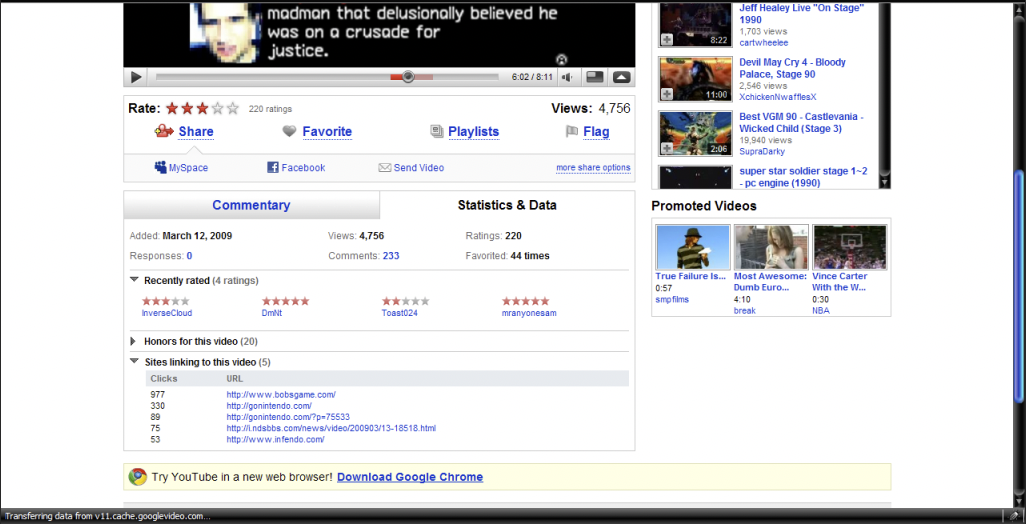 madman that delusionally believed he
was on a crusade for
justice.
6:02 / 8:11
Rate: 220 ratings Views: 4,756
Share Favorite Playlists Flag
MySpace Facebook Send Video more share options
Commentary Statistics & Data
Added: March 12, 2009 Views: 4,756 Ratings: 220
Responses: 0 Comments: 233 Favorited: 44 times
Recently rated (4 ratings)
InverseCloud DmNt Toast024 mranyonesam
Honors for this video (20)
Sites linking to this video (5)
Clicks URL
977 http://www.bobsgame.com/
330 http://gonintendo.com/
89 http://gonintendo.com/?p=75533
75 http://i.ndsbbs.com/news/video/200903/13-18518.html
53 http://www.infendo.com/
Jeff Healey Live "On Stage"
1990
1,703 views
cartwheelee
8:22
Devil May Cry 4 - Bloody
Palace, Stage 90
2,546 views
XchickenNwafflesX
11:00
Best VGM 90 - Castlevania -
Wicked Child (Stage 3)
19,940 views
SupraDarky
2:06
super star soldier stage 1~2
- pc engine (1990)
Promoted Videos
True Failure Is...
0:57
smpfilms
Most Awesome:
Dumb Euro...
4:10
break
Vince Carter
With the W...
0:30
NBA
Try YouTube in a new web browser! Download Google Chrome
Transferring data from v11.cache.googlevideo.com...